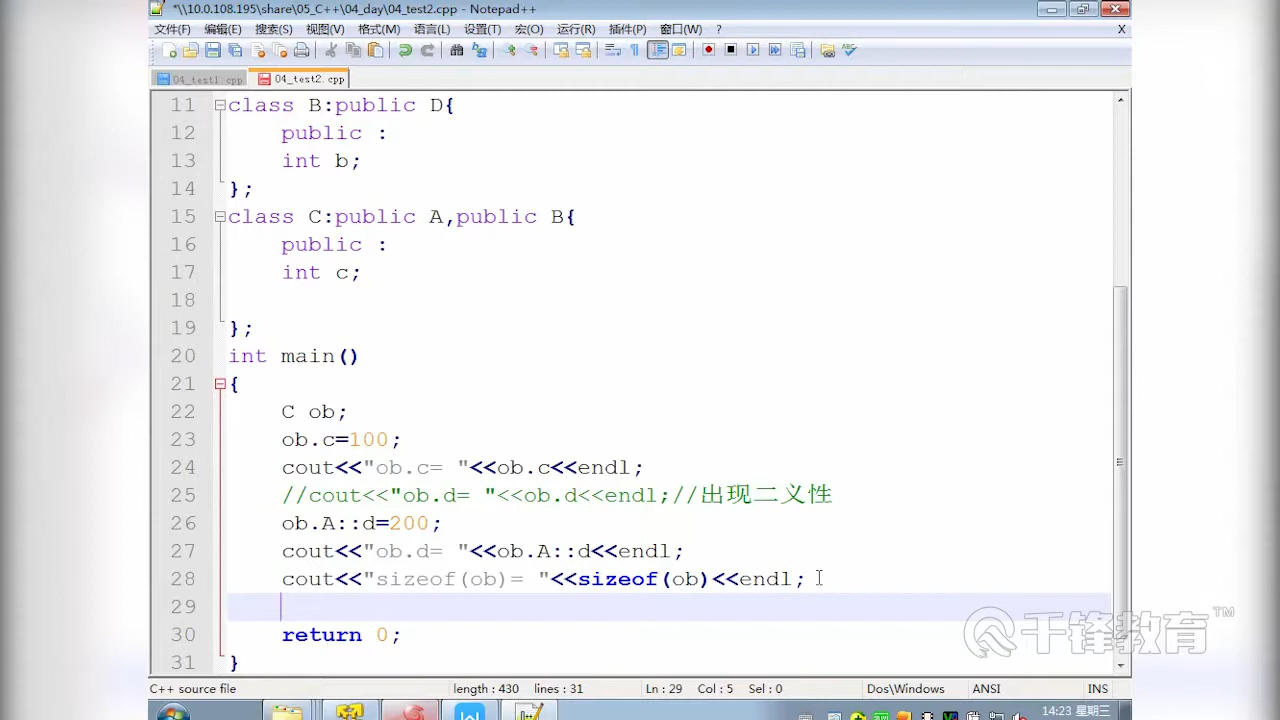 *\\10.0.108.195\share\05_C++\04_day\04_test2.cpp - Notepad++
文件(F) 编辑(E) 搜索(S) 视图(V) 格式(M) 语言(L) 设置(T) 宏(O) 运行(R) 插件(P) 窗口(W) ? X
04_test1.cpp 04_test2.cpp
11 class B:public D{
12 public :
13 int b;
14 };
15 class C:public A,public B{
16 public :
17 int c;
18
19 };
20 int main()
21 {
22 C ob;
23 ob.c=100;
24 cout<<"ob.c= "<<ob.c<<endl;
25 //cout<<"ob.d= "<<ob.d<<endl;//出现二义性
26 ob.A::d=200;
27 cout<<"ob.d= "<<ob.A::d<<endl;
28 cout<<"sizeof(ob)= "<<sizeof(ob)<<endl;
29
30 return 0;
31 }
千锋教育™
C++ source file length : 430 lines : 31 Ln : 29 Col : 5 Sel : 0 Dos\Windows ANSI INS
14:23 星期三